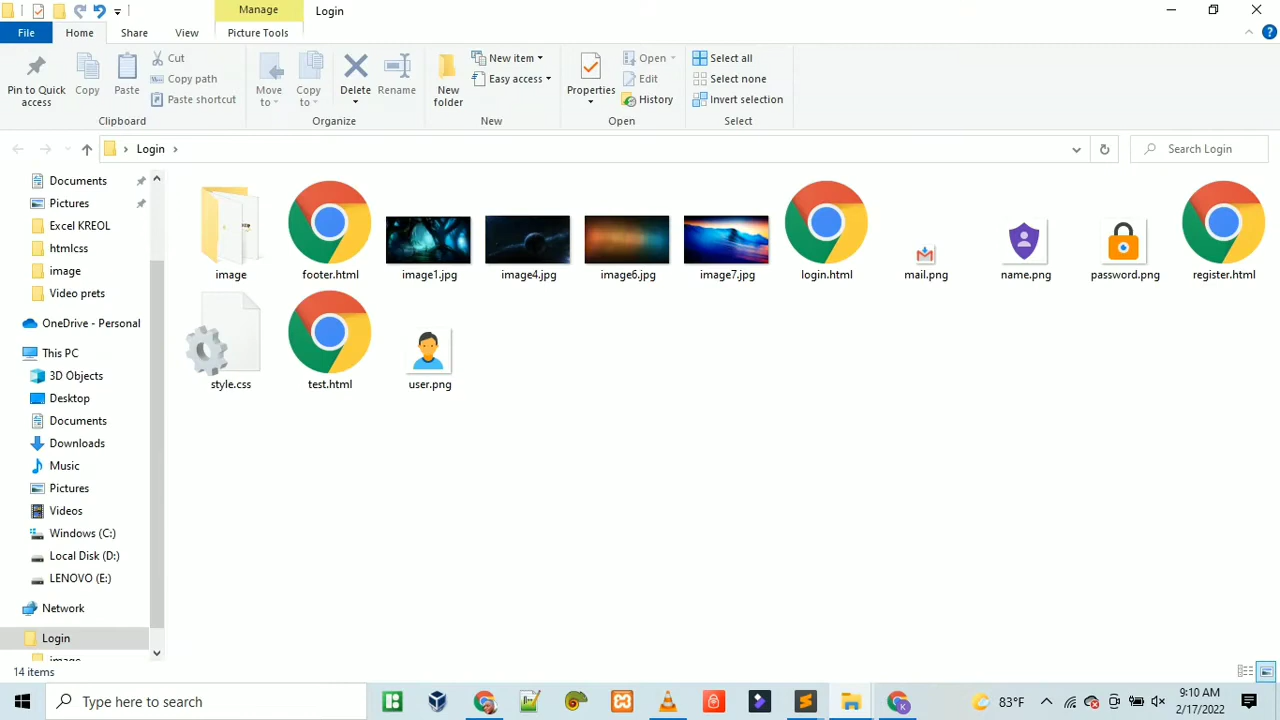 Manage
Login
File
Home
Share
View
Picture Tools
Pin to Quick access
Copy
Paste
Cut
Copy path
Paste shortcut
Clipboard
Move to
Copy to
Delete
Rename
Organize
New folder
New item
Easy access
New
Properties
Open
Edit
History
Open
Select all
Select none
Invert selection
Select
Login
Search Login
Documents
Pictures
Excel KREOL
htmlcss
image
Video prets
OneDrive - Personal
This PC
3D Objects
Desktop
Documents
Downloads
Music
Pictures
Videos
Windows (C:)
Local Disk (D:)
LENOVO (E:)
Network
Login
image
image
footer.html
image1.jpg
image4.jpg
image6.jpg
image7.jpg
login.html
mail.png
name.png
password.png
register.html
style.css
test.html
user.png
14 items
Type here to search
K
83°F
9:10 AM
2/17/2022